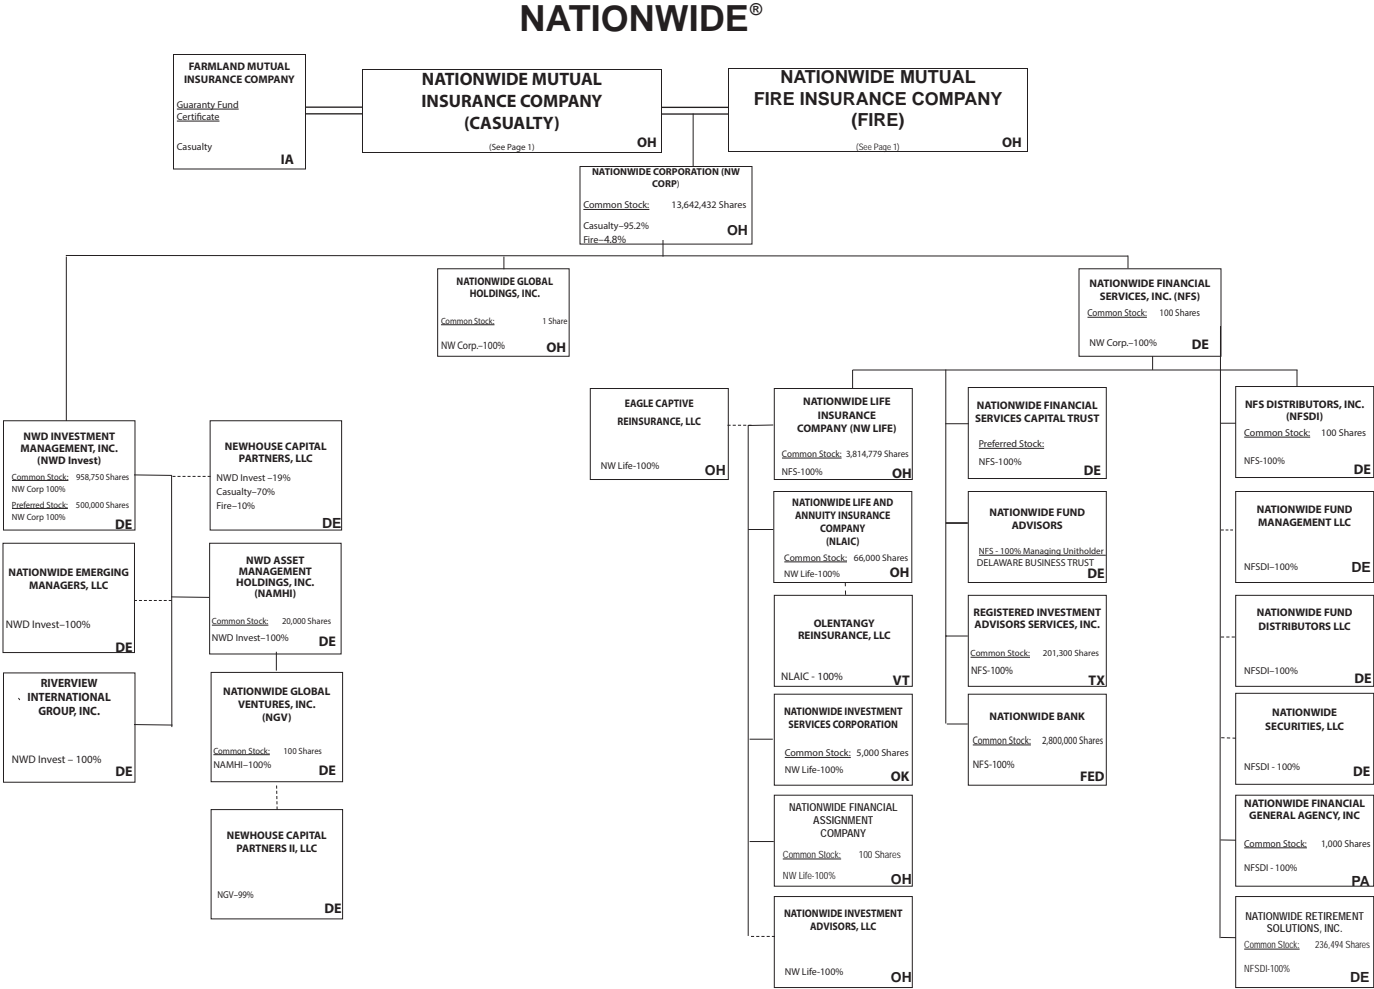 NATIONWIDE®
FARMLAND MUTUAL
INSURANCE COMPANY
Guaranty Fund
Certificate
Casualty
IA
NATIONWIDE MUTUAL
INSURANCE COMPANY
(CASUALTY)
(See Page 1)
OH
NATIONWIDE MUTUAL
FIRE INSURANCE COMPANY
(FIRE)
(See Page 1)
OH
NATIONWIDE CORPORATION (NW
CORP)
Common Stock: 13,642,432 Shares
Casualty–95.2%
Fire–4.8%
OH
NATIONWIDE GLOBAL
HOLDINGS, INC.
Common Stock: 1 Share
NW Corp.–100%
OH
NATIONWIDE FINANCIAL
SERVICES, INC. (NFS)
Common Stock: 100 Shares
NW Corp.–100%
DE
NWD INVESTMENT
MANAGEMENT, INC.
(NWD Invest)
Common Stock: 958,750 Shares
NW Corp 100%
Preferred Stock: 500,000 Shares
NW Corp 100%
DE
NEWHOUSE CAPITAL
PARTNERS, LLC
NWD Invest –19%
Casualty–70%
Fire–10%
DE
NATIONWIDE EMERGING
MANAGERS, LLC
NWD Invest–100%
DE
NWD ASSET
MANAGEMENT
HOLDINGS, INC.
(NAMHI)
Common Stock: 20,000 Shares
NWD Invest–100%
DE
RIVERVIEW
INTERNATIONAL
GROUP, INC.
NWD Invest – 100%
DE
NATIONWIDE GLOBAL
VENTURES, INC.
(NGV)
Common Stock: 100 Shares
NAMHI–100%
DE
NEWHOUSE CAPITAL
PARTNERS II, LLC
NGV–99%
DE
EAGLE CAPTIVE
REINSURANCE, LLC
NW Life-100%
OH
NATIONWIDE LIFE
INSURANCE
COMPANY (NW LIFE)
Common Stock: 3,814,779 Shares
NFS-100%
OH
NATIONWIDE LIFE AND
ANNUITY INSURANCE
COMPANY
(NLAIC)
Common Stock: 66,000 Shares
NW Life-100%
OH
OLENTANGY
REINSURANCE, LLC
NLAIC - 100%
VT
NATIONWIDE INVESTMENT
SERVICES CORPORATION
Common Stock: 5,000 Shares
NW Life-100%
OK
NATIONWIDE FINANCIAL
ASSIGNMENT
COMPANY
Common Stock: 100 Shares
NW Life-100%
OH
NATIONWIDE INVESTMENT
ADVISORS, LLC
NW Life-100%
OH
NATIONWIDE FINANCIAL
SERVICES CAPITAL TRUST
Preferred Stock:
NFS-100%
DE
NATIONWIDE FUND
ADVISORS
NFS - 100% Managing Unitholder
DELAWARE BUSINESS TRUST
DE
REGISTERED INVESTMENT
ADVISORS SERVICES, INC.
Common Stock: 201,300 Shares
NFS-100%
TX
NATIONWIDE BANK
Common Stock: 2,800,000 Shares
NFS-100%
FED
NFS DISTRIBUTORS, INC.
(NFSDI)
Common Stock: 100 Shares
NFS-100%
DE
NATIONWIDE FUND
MANAGEMENT LLC
NFSDI–100%
DE
NATIONWIDE FUND
DISTRIBUTORS LLC
NFSDI–100%
DE
NATIONWIDE
SECURITIES, LLC
NFSDI - 100%
DE
NATIONWIDE FINANCIAL
GENERAL AGENCY, INC
Common Stock: 1,000 Shares
NFSDI - 100%
PA
NATIONWIDE RETIREMENT
SOLUTIONS, INC.
Common Stock: 236,494 Shares
NFSDI-100%
DE